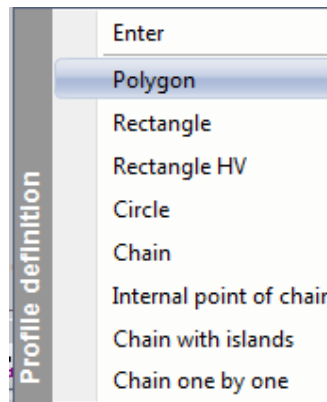 Profile definition
Enter
Polygon
Rectangle
Rectangle HV
Circle
Chain
Internal point of chain
Chain with islands
Chain one by one